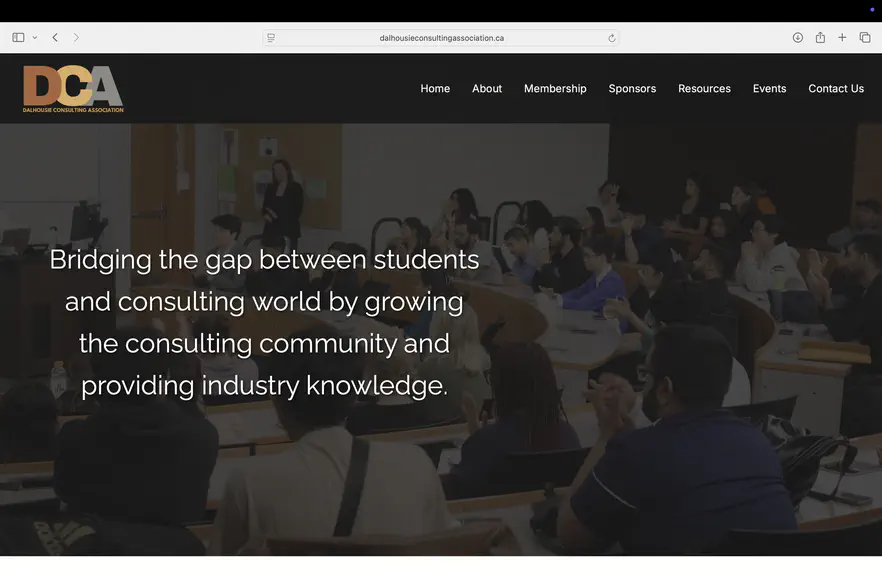 dalhousieconsultingassociation.ca
DCA
DALHOUSIE CONSULTING ASSOCIATION
Home About Membership Sponsors Resources Events Contact Us
Bridging the gap between students
and consulting world by growing
the consulting community and
providing industry knowledge.